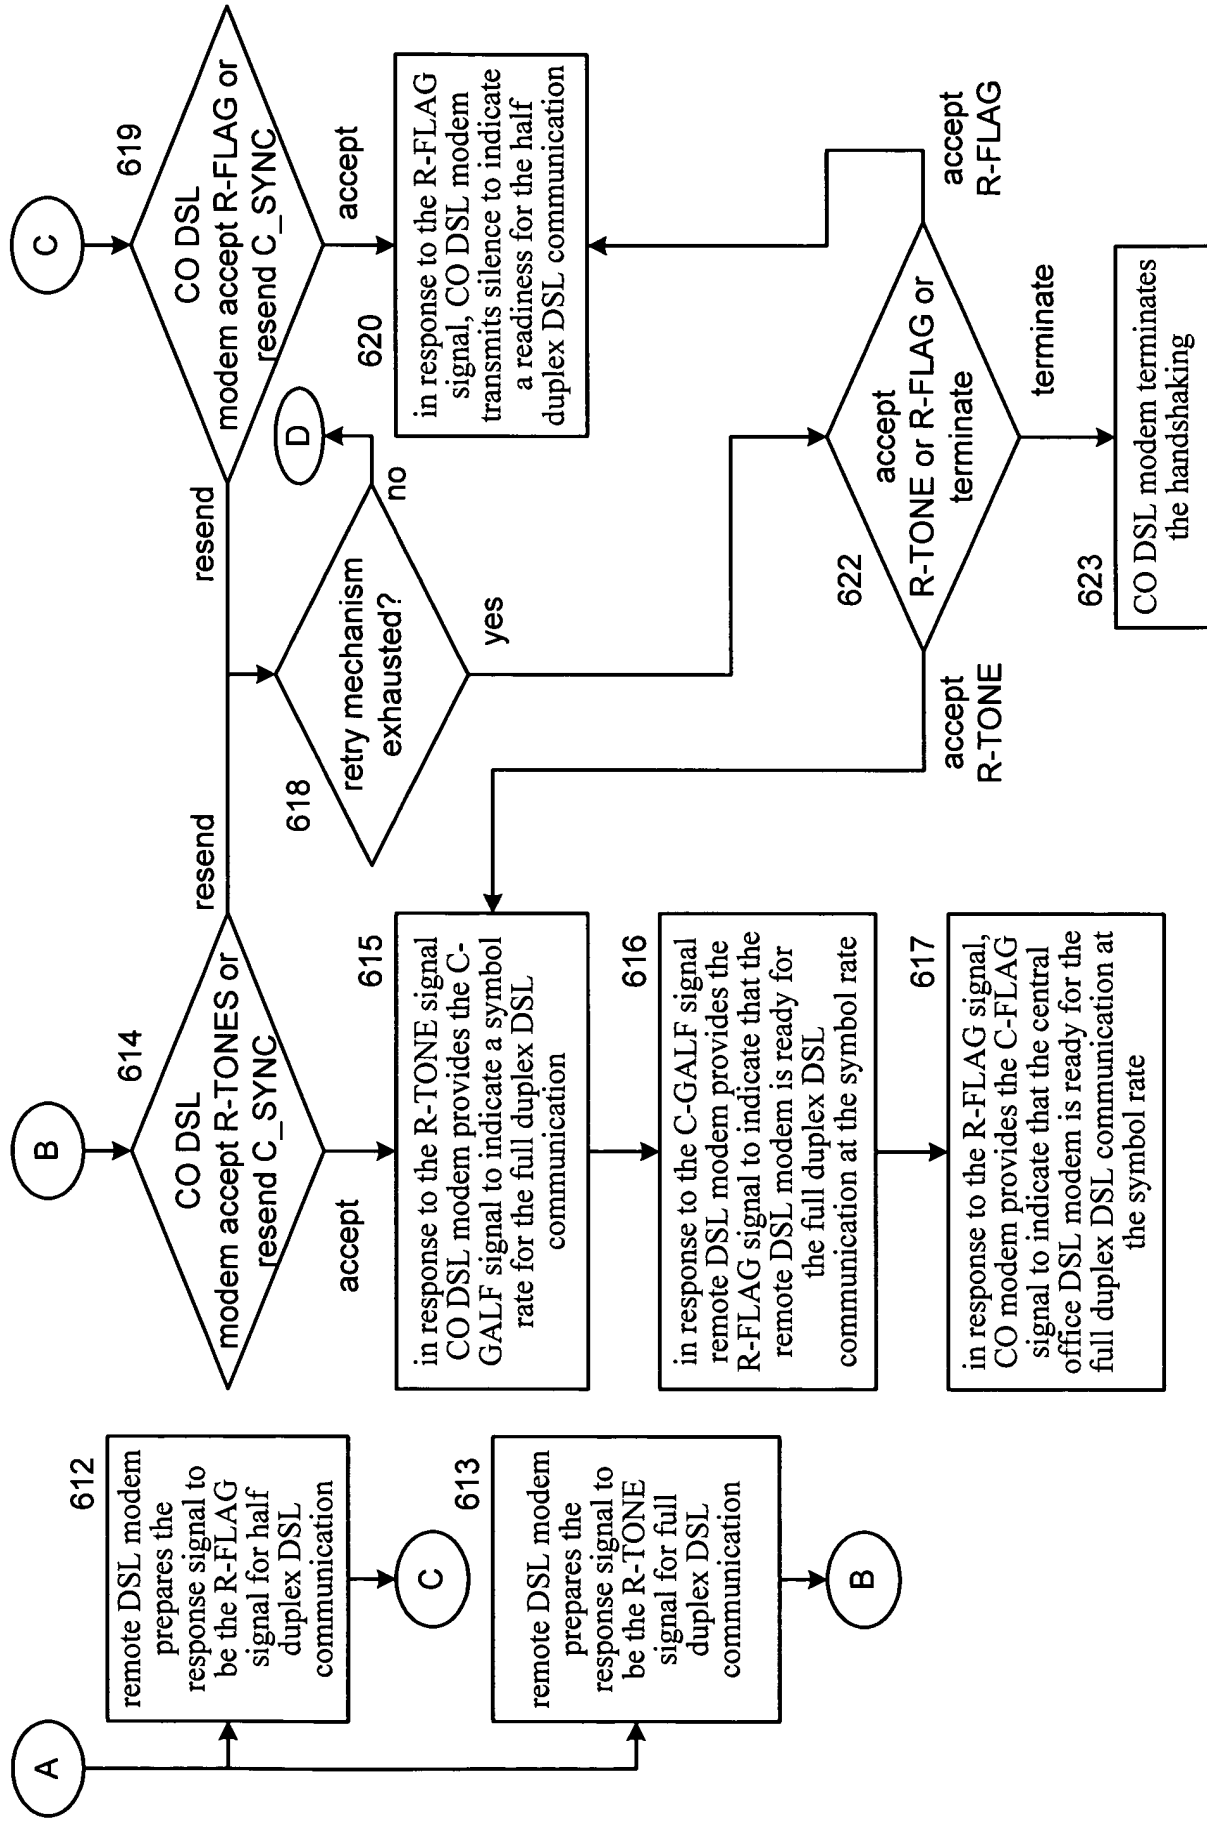 A
612
remote DSL modem
prepares the
response signal to
be the R-FLAG
signal for half
duplex DSL
communication
C
613
remote DSL modem
prepares the
response signal to
be the R-TONE
signal for full
duplex DSL
communication
B
B
614
CO DSL
modem accept R-TONES or
resend C_SYNC
resend
accept
615
in response to the R-TONE signal
CO DSL modem provides the C-
GALF signal to indicate a symbol
rate for the full duplex DSL
communication
616
in response to the C-GALF signal
remote DSL modem provides the
R-FLAG signal to indicate that the
remote DSL modem is ready for
the full duplex DSL
communication at the symbol rate
617
in response to the R-FLAG signal,
CO modem provides the C-FLAG
signal to indicate that the central
office DSL modem is ready for the
full duplex DSL communication at
the symbol rate
618
retry mechanism
exhausted?
no
D
yes
C
619
CO DSL
modem accept R-FLAG or
resend C_SYNC
resend
accept
620
in response to the R-FLAG
signal, CO DSL modem
transmits silence to indicate
a readiness for the half
duplex DSL communication
622
accept
R-TONE or R-FLAG or
terminate
accept
R-TONE
accept
R-FLAG
terminate
623
CO DSL modem terminates
the handshaking